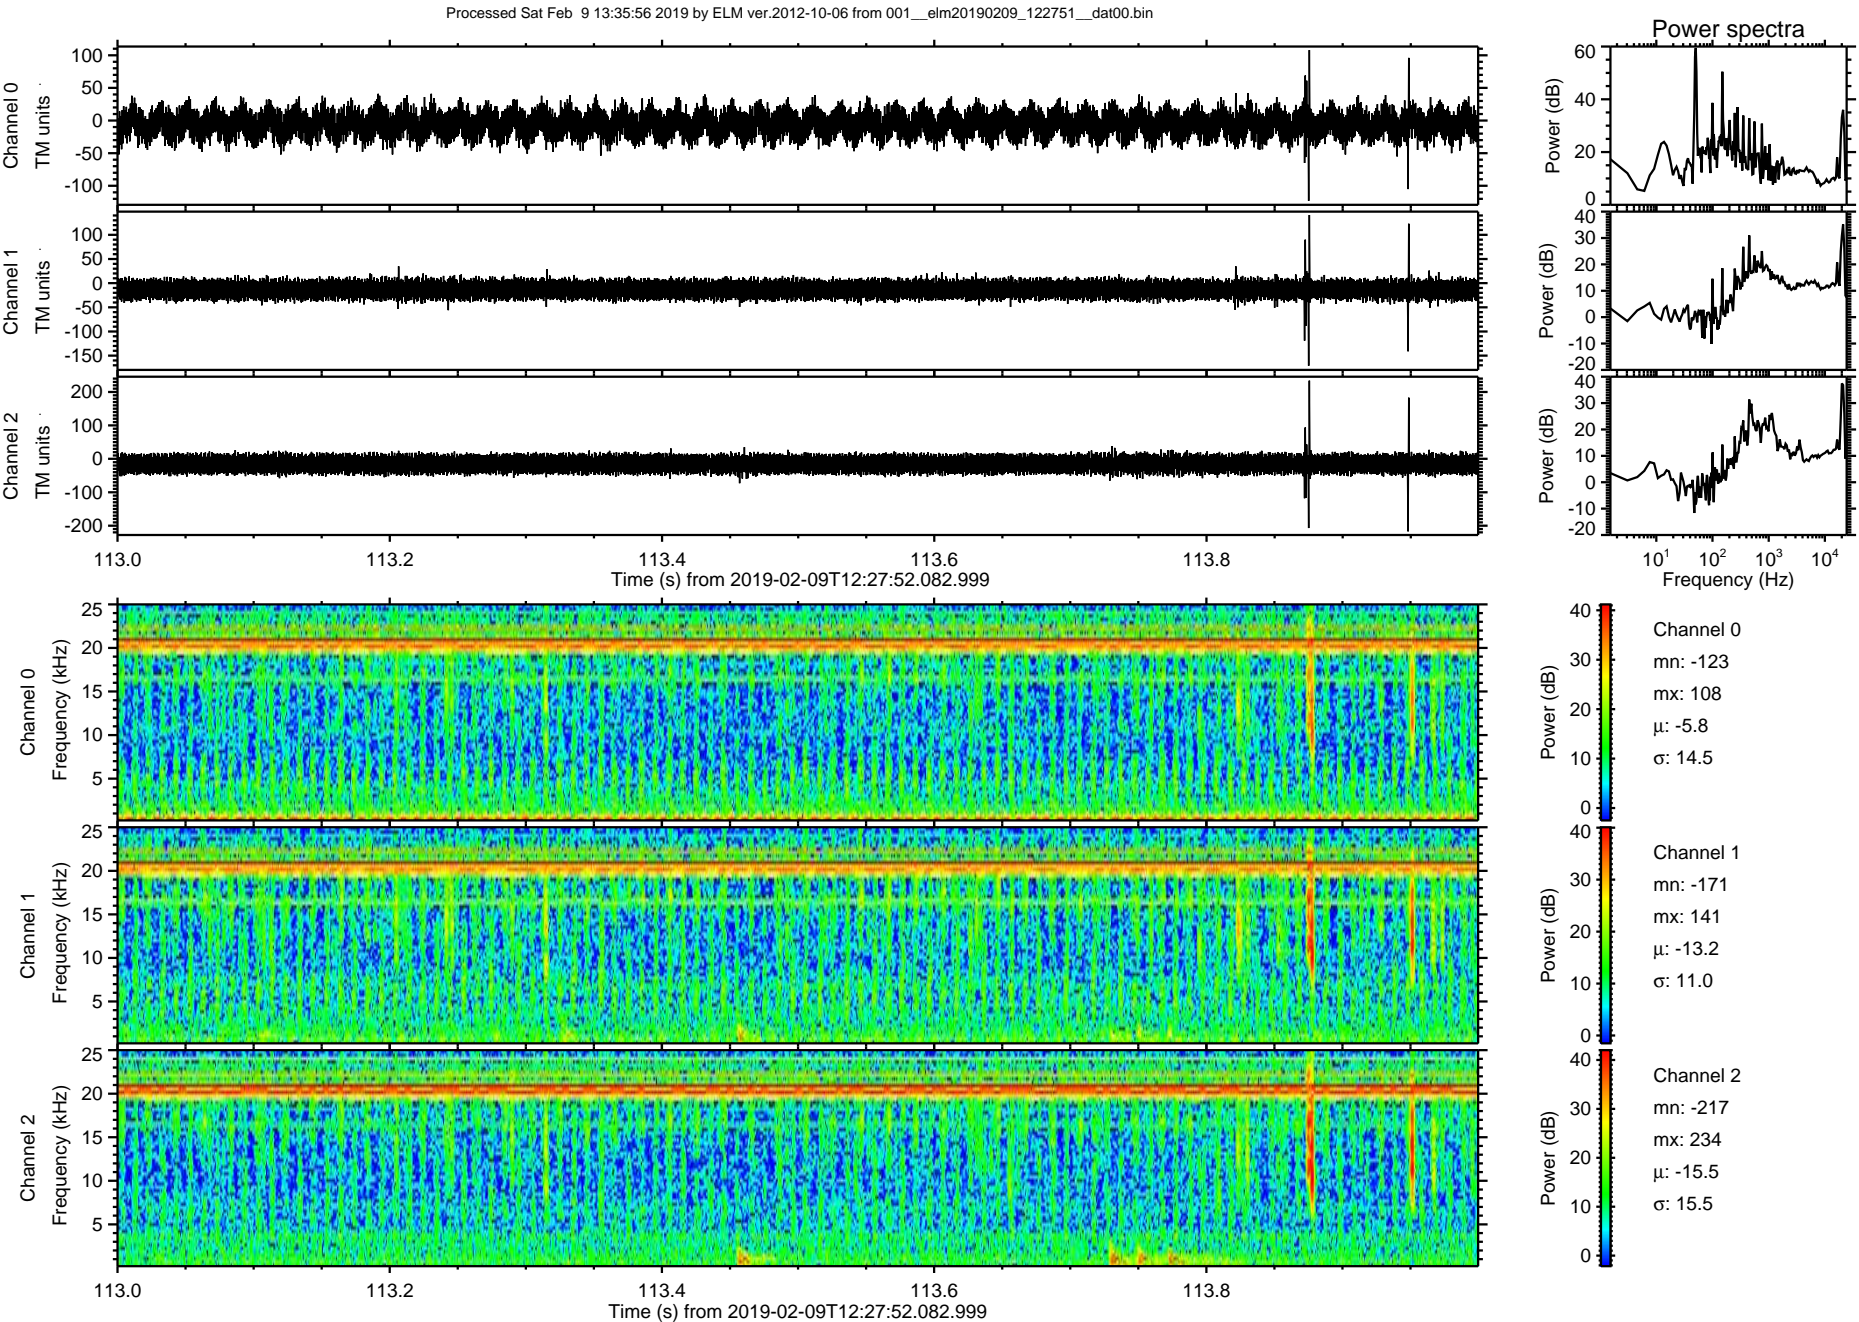 Processed Sat Feb  9 13:35:56 2019 by ELM ver.2012-10-06 from 001__elm20190209_122751__dat00.bin
Power spectra
Channel 0
TM units
100
50
0
-50
-100
Power (dB)
60
40
20
0
Channel 1
TM units
100
50
0
-50
-100
-150
Power (dB)
40
30
20
10
0
-10
-20
Channel 2
TM units
200
100
0
-100
-200
Power (dB)
40
30
20
10
0
-10
-20
113.0 113.2 113.4 113.6 113.8
Time (s) from 2019-02-09T12:27:52.082.999
10¹ 10² 10³ 10⁴
Frequency (Hz)
Channel 0
Frequency (kHz)
25
20
15
10
5
Power (dB)
40
30
20
10
0
Channel 0
mn: -123
mx: 108
μ: -5.8
σ: 14.5
Channel 1
Frequency (kHz)
25
20
15
10
5
Power (dB)
40
30
20
10
0
Channel 1
mn: -171
mx: 141
μ: -13.2
σ: 11.0
Channel 2
Frequency (kHz)
25
20
15
10
5
Power (dB)
40
30
20
10
0
Channel 2
mn: -217
mx: 234
μ: -15.5
σ: 15.5
113.0 113.2 113.4 113.6 113.8
Time (s) from 2019-02-09T12:27:52.082.999